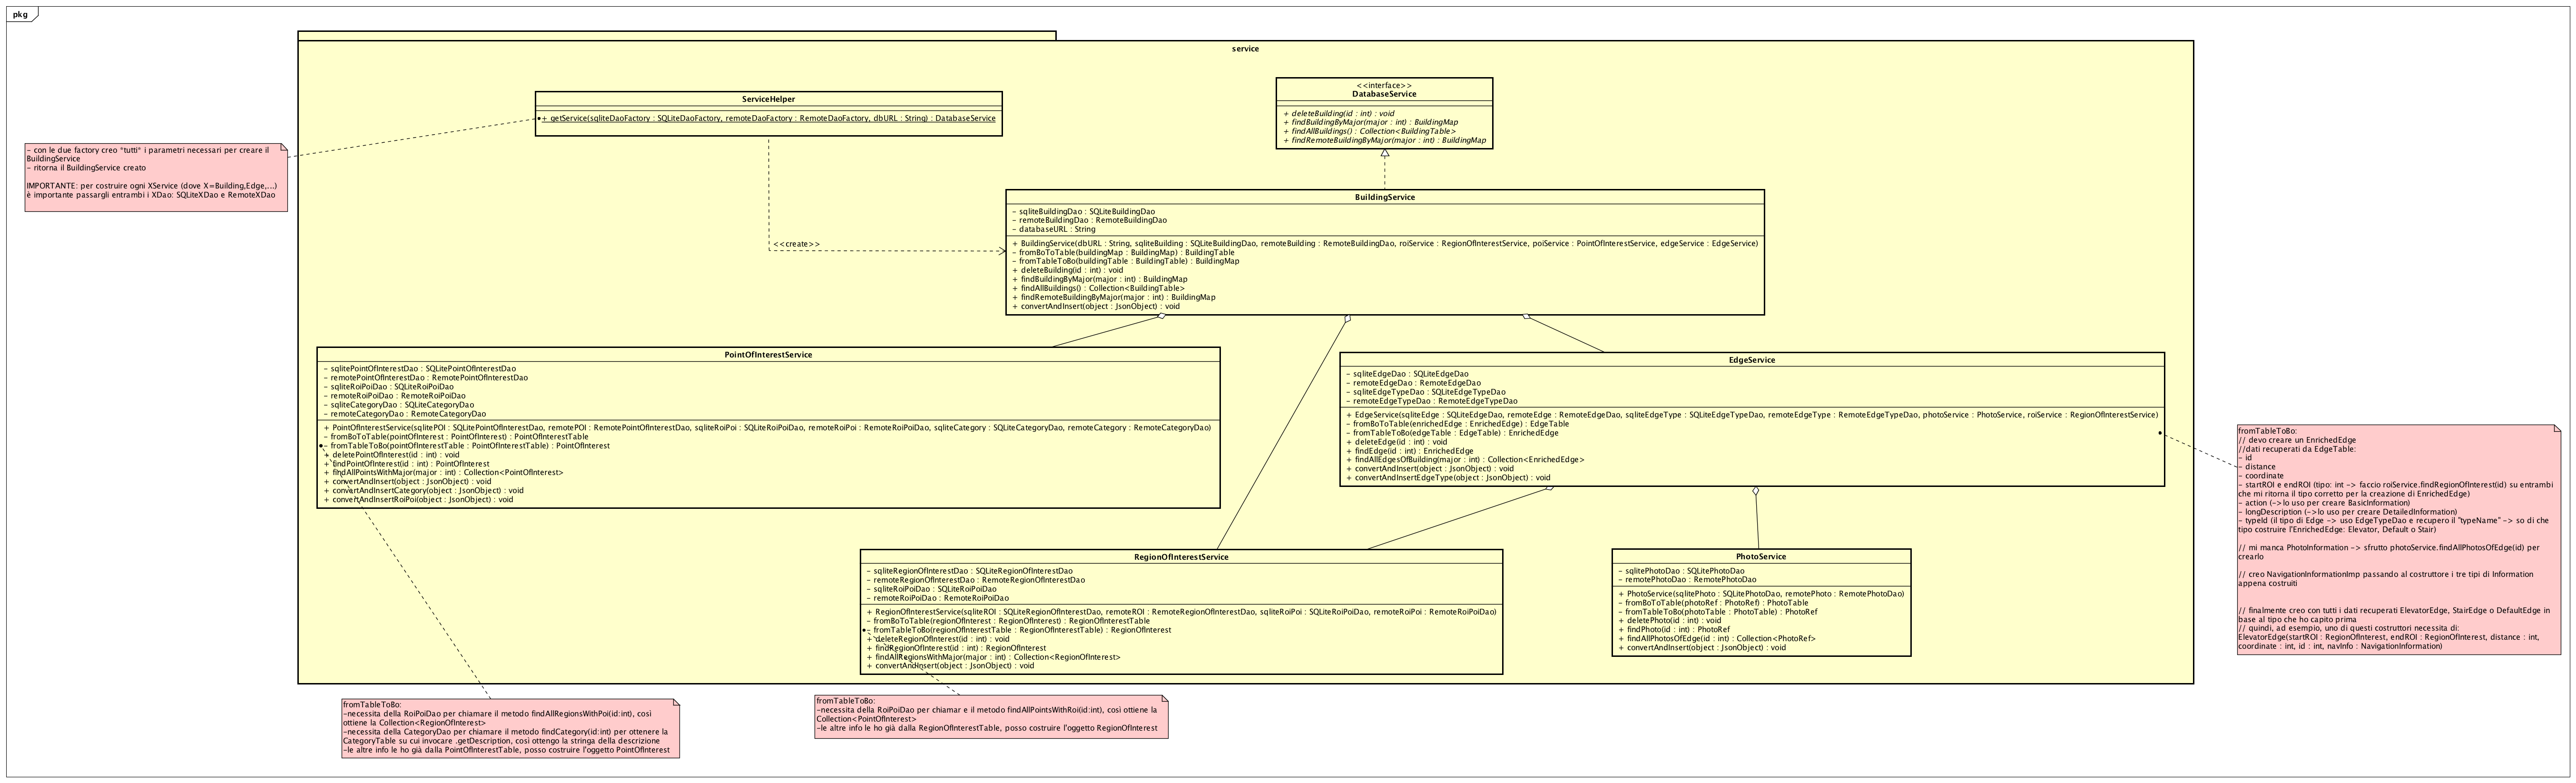 pkg
service
ServiceHelper
+ getService(sqliteDaoFactory : SQLiteDaoFactory, remoteDaoFactory : RemoteDaoFactory, dbURL : String) : DatabaseService
<<interface>>
DatabaseService
+ deleteBuilding(id : int) : void
+ findBuildingByMajor(major : int) : BuildingMap
+ findAllBuildings() : Collection<BuildingTable>
+ findRemoteBuildingByMajor(major : int) : BuildingMap
- con le due factory creo "tutti" i parametri necessari per creare il
BuildingService
- ritorna il BuildingService creato
IMPORTANTE: per costruire ogni XService (dove X=Building,Edge,...)
è importante passargli entrambi i XDao: SQLiteXDao e RemoteXDao
<<create>>
BuildingService
- sqliteBuildingDao : SQLiteBuildingDao
- remoteBuildingDao : RemoteBuildingDao
- databaseURL : String
+ BuildingService(dbURL : String, sqliteBuilding : SQLiteBuildingDao, remoteBuilding : RemoteBuildingDao, roiService : RegionOfInterestService, poiService : PointOfInterestService, edgeService : EdgeService)
- fromBoToTable(buildingMap : BuildingMap) : BuildingTable
- fromTableToBo(buildingTable : BuildingTable) : BuildingMap
+ deleteBuilding(id : int) : void
+ findBuildingByMajor(major : int) : BuildingMap
+ findAllBuildings() : Collection<BuildingTable>
+ findRemoteBuildingByMajor(major : int) : BuildingMap
+ convertAndInsert(object : JsonObject) : void
PointOfInterestService
- sqlitePointOfInterestDao : SQLitePointOfInterestDao
- remotePointOfInterestDao : RemotePointOfInterestDao
- sqliteRoiPoiDao : SQLiteRoiPoiDao
- remoteRoiPoiDao : RemoteRoiPoiDao
- sqliteCategoryDao : SQLiteCategoryDao
- remoteCategoryDao : RemoteCategoryDao
+ PointOfInterestService(sqlitePOI : SQLitePointOfInterestDao, remotePOI : RemotePointOfInterestDao, sqliteRoiPoi : SQLiteRoiPoiDao, remoteRoiPoi : RemoteRoiPoiDao, sqliteCategory : SQLiteCategoryDao, remoteCategory : RemoteCategoryDao)
- fromBoToTable(pointOfInterest : PointOfInterest) : PointOfInterestTable
- fromTableToBo(pointOfInterestTable : PointOfInterestTable) : PointOfInterest
+ deletePointOfInterest(id : int) : void
+ findPointOfInterest(id : int) : PointOfInterest
+ findAllPointsWithMajor(major : int) : Collection<PointOfInterest>
+ convertAndInsert(object : JsonObject) : void
+ convertAndInsertCategory(object : JsonObject) : void
+ convertAndInsertRoiPoi(object : JsonObject) : void
EdgeService
- sqliteEdgeDao : SQLiteEdgeDao
- remoteEdgeDao : RemoteEdgeDao
- sqliteEdgeTypeDao : SQLiteEdgeTypeDao
- remoteEdgeTypeDao : RemoteEdgeTypeDao
+ EdgeService(sqliteEdge : SQLiteEdgeDao, remoteEdge : RemoteEdgeDao, sqliteEdgeType : SQLiteEdgeTypeDao, remoteEdgeType : RemoteEdgeTypeDao, photoService : PhotoService, roiService : RegionOfInterestService)
- fromBoToTable(enrichedEdge : EnrichedEdge) : EdgeTable
- fromTableToBo(edgeTable : EdgeTable) : EnrichedEdge
+ deleteEdge(id : int) : void
+ findEdge(id : int) : EnrichedEdge
+ findAllEdgesOfBuilding(major : int) : Collection<EnrichedEdge>
+ convertAndInsert(object : JsonObject) : void
+ convertAndInsertEdgeType(object : JsonObject) : void
fromTableToBo:
// devo creare un EnrichedEdge
//dati recuperati da EdgeTable:
- id
- distance
- coordinate
- startROI e endROI (tipo: int -> faccio roiService.findRegionOfInterest(id) su entrambi
che mi ritorna il tipo corretto per la creazione di EnrichedEdge)
- action (->lo uso per creare BasicInformation)
- longDescription (->lo uso per creare DetailedInformation)
- typeId (il tipo di Edge -> uso EdgeTypeDao e recupero il "typeName" -> so di che
tipo costruire l'EnrichedEdge: Elevator, Default o Stair)
// mi manca PhotoInformation -> sfrutto photoService.findAllPhotosOfEdge(id) per
crearlo
// creo NavigationInformationImp passando al costruttore i tre tipi di Information
appena costruiti
// finalmente creo con tutti i dati recuperati ElevatorEdge, StairEdge o DefaultEdge in
base al tipo che ho capito prima
// quindi, ad esempio, uno di questi costruttori necessita di:
ElevatorEdge(startROI : RegionOfInterest, endROI : RegionOfInterest, distance : int,
coordinate : int, id : int, navInfo : NavigationInformation)
RegionOfInterestService
- sqliteRegionOfInterestDao : SQLiteRegionOfInterestDao
- remoteRegionOfInterestDao : RemoteRegionOfInterestDao
- sqliteRoiPoiDao : SQLiteRoiPoiDao
- remoteRoiPoiDao : RemoteRoiPoiDao
+ RegionOfInterestService(sqliteROI : SQLiteRegionOfInterestDao, remoteROI : RemoteRegionOfInterestDao, sqliteRoiPoi : SQLiteRoiPoiDao, remoteRoiPoi : RemoteRoiPoiDao)
- fromBoToTable(regionOfInterest : RegionOfInterest) : RegionOfInterestTable
- fromTableToBo(regionOfInterestTable : RegionOfInterestTable) : RegionOfInterest
+ deleteRegionOfInterest(id : int) : void
+ findRegionOfInterest(id : int) : RegionOfInterest
+ findAllRegionsWithMajor(major : int) : Collection<RegionOfInterest>
+ convertAndInsert(object : JsonObject) : void
PhotoService
- sqlitePhotoDao : SQLitePhotoDao
- remotePhotoDao : RemotePhotoDao
+ PhotoService(sqlitePhoto : SQLitePhotoDao, remotePhoto : RemotePhotoDao)
- fromBoToTable(photoRef : PhotoRef) : PhotoTable
- fromTableToBo(photoTable : PhotoTable) : PhotoRef
+ deletePhoto(id : int) : void
+ findPhoto(id : int) : PhotoRef
+ findAllPhotosOfEdge(id : int) : Collection<PhotoRef>
+ convertAndInsert(object : JsonObject) : void
fromTableToBo:
-necessita della RoiPoiDao per chiamare il metodo findAllRegionsWithPoi(id:int), così
ottiene la Collection<RegionOfInterest>
-necessita della CategoryDao per chiamare il metodo findCategory(id:int) per ottenere la
CategoryTable su cui invocare .getDescription, così ottengo la stringa della descrizione
-le altre info le ho già dalla PointOfInterestTable, posso costruire l'oggetto PointOfInterest
fromTableToBo:
-necessita della RoiPoiDao per chiamar e il metodo findAllPointsWithRoi(id:int), così ottiene la
Collection<PointOfInterest>
-le altre info le ho già dalla RegionOfInterestTable, posso costruire l'oggetto RegionOfInterest